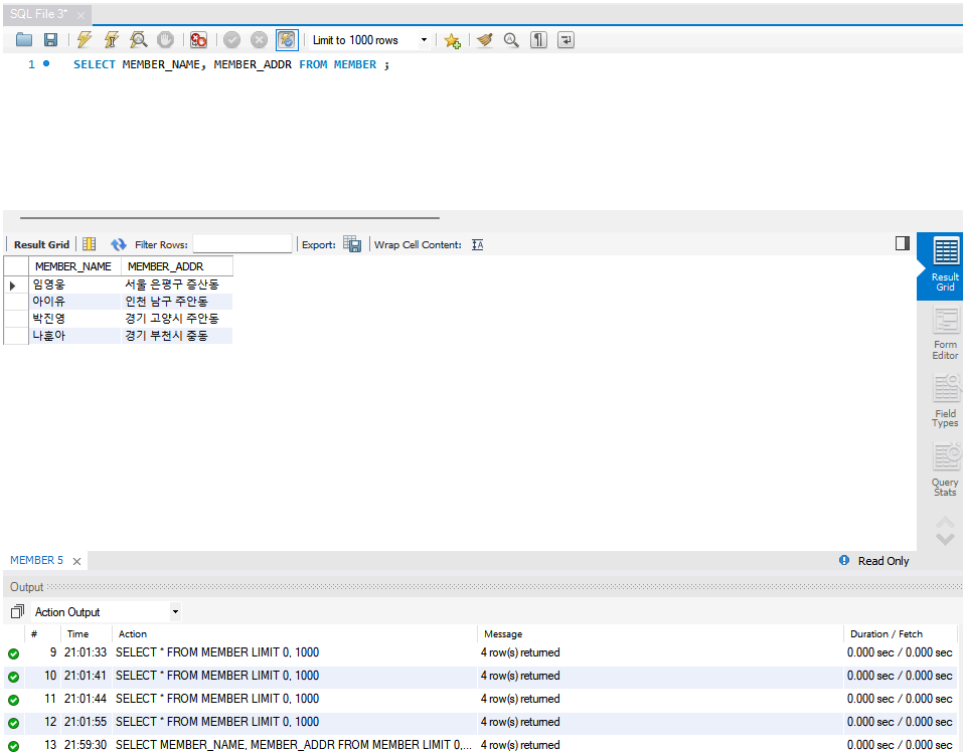 SQL File 3* ×
Limit to 1000 rows
1 SELECT MEMBER_NAME, MEMBER_ADDR FROM MEMBER ;
Result Grid Filter Rows: Export: Wrap Cell Content: IA
MEMBER_NAME MEMBER_ADDR
임영웅 서울 은평구 증산동
아이유 인천 남구 주안동
박진영 경기 고양시 주안동
나훈아 경기 부천시 중동
Result
Grid
Form
Editor
Field
Types
Query
Stats
MEMBER 5 ×
Read Only
Output
Action Output
# Time Action Message Duration / Fetch
9 21:01:33 SELECT * FROM MEMBER LIMIT 0, 1000 4 row(s) returned 0.000 sec / 0.000 sec
10 21:01:41 SELECT * FROM MEMBER LIMIT 0, 1000 4 row(s) returned 0.000 sec / 0.000 sec
11 21:01:44 SELECT * FROM MEMBER LIMIT 0, 1000 4 row(s) returned 0.000 sec / 0.000 sec
12 21:01:55 SELECT * FROM MEMBER LIMIT 0, 1000 4 row(s) returned 0.000 sec / 0.000 sec
13 21:59:30 SELECT MEMBER_NAME, MEMBER_ADDR FROM MEMBER LIMIT 0,... 4 row(s) returned 0.000 sec / 0.000 sec